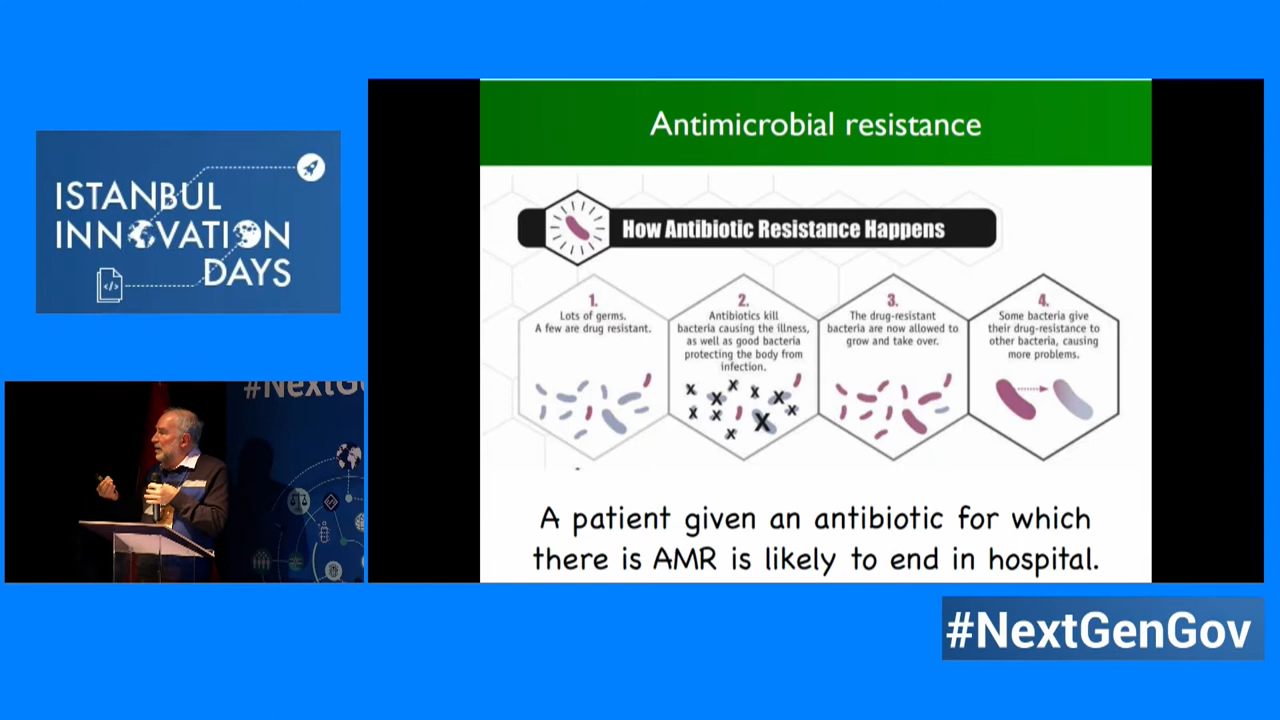 ISTANBUL
INNOVATION
DAYS
</>
#NextGe
Antimicrobial resistance
How Antibiotic Resistance Happens
1.
Lots of germs.
A few are drug resistant.
2.
Antibiotics kill
bacteria causing the illness,
as well as good bacteria
protecting the body from
infection.
3.
The drug-resistant
bacteria are now allowed to
grow and take over.
4.
Some bacteria give
their drug-resistance to
other bacteria, causing
more problems.
A patient given an antibiotic for which
there is AMR is likely to end in hospital.
#NextGenGov